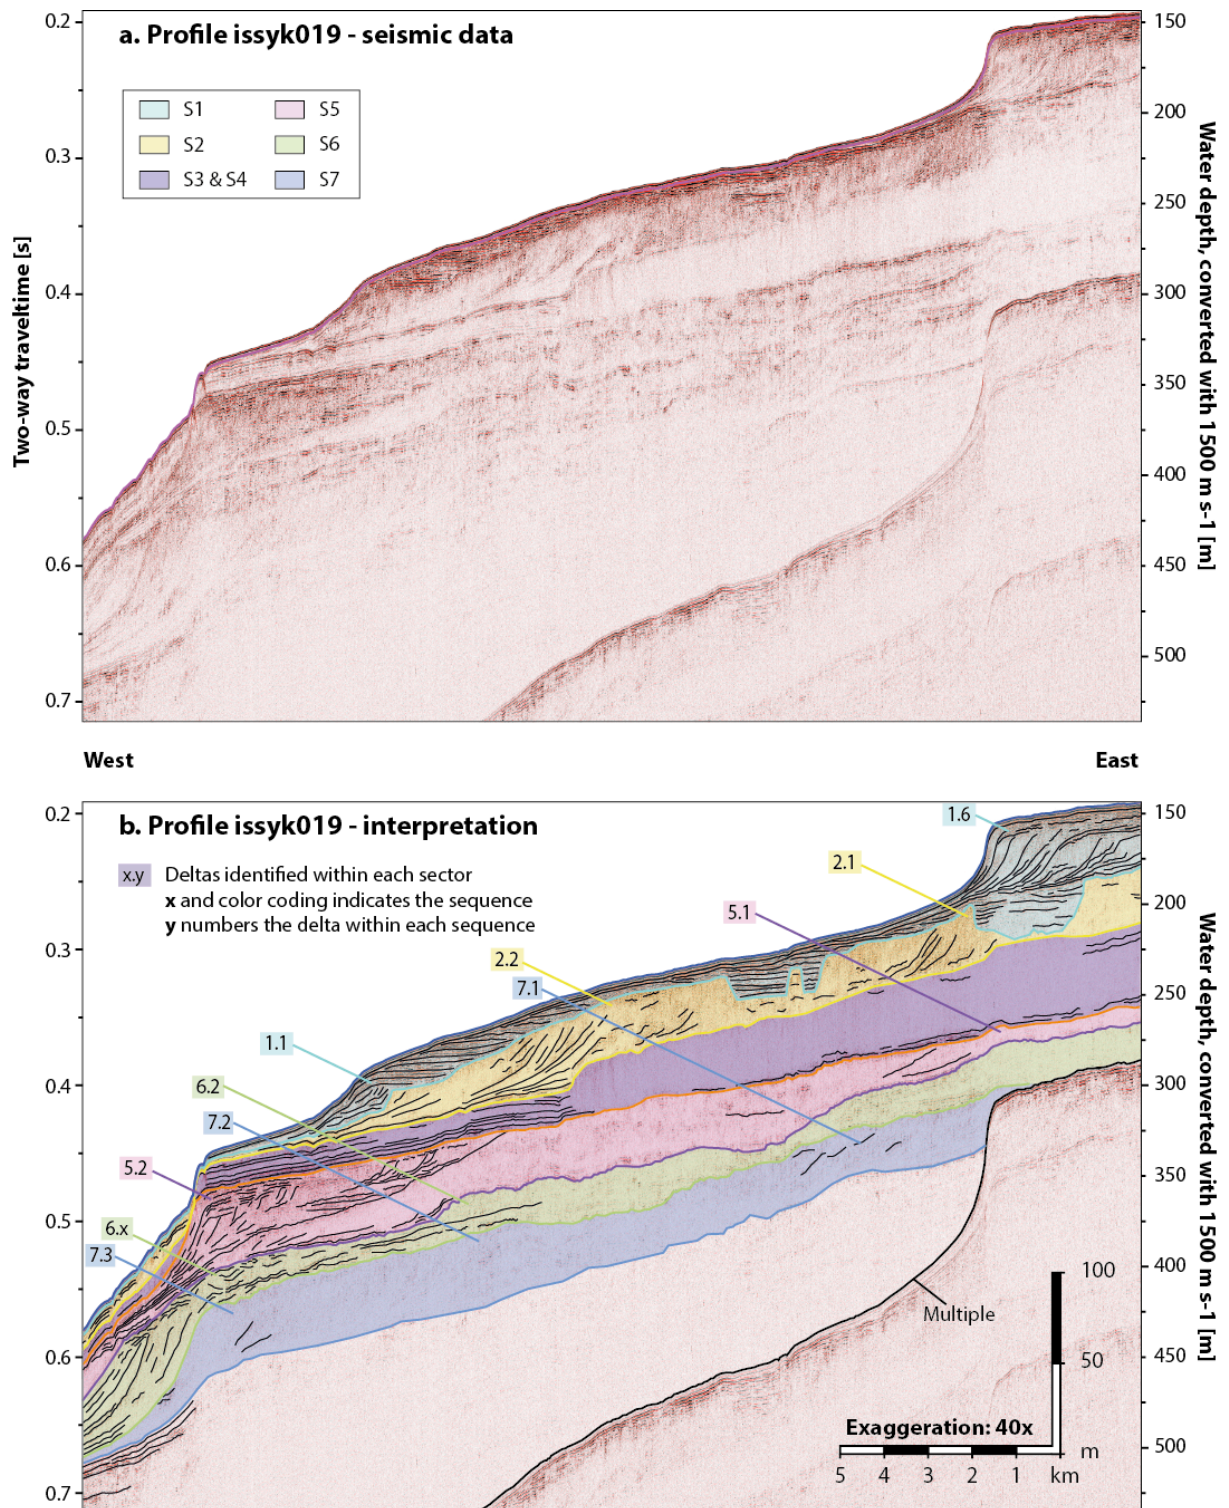 a. Profile issyk019 - seismic data
S1
S5
S2
S6
S3 & S4
S7
0.2
0.3
0.4
0.5
0.6
0.7
Two-way traveltime [s]
150
200
250
300
350
400
450
500
Water depth, converted with 1500 m s-1 [m]
West
East
b. Profile issyk019 - interpretation
x.y Deltas identified within each sector
x and color coding indicates the sequence
y numbers the delta within each sequence
1.6
2.1
5.1
2.2
7.1
1.1
6.2
7.2
5.2
6.x
7.3
0.2
0.3
0.4
0.5
0.6
0.7
150
200
250
300
350
400
450
500
Water depth, converted with 1500 m s-1 [m]
Multiple
100
50
m
Exaggeration: 40x
5 4 3 2 1 km